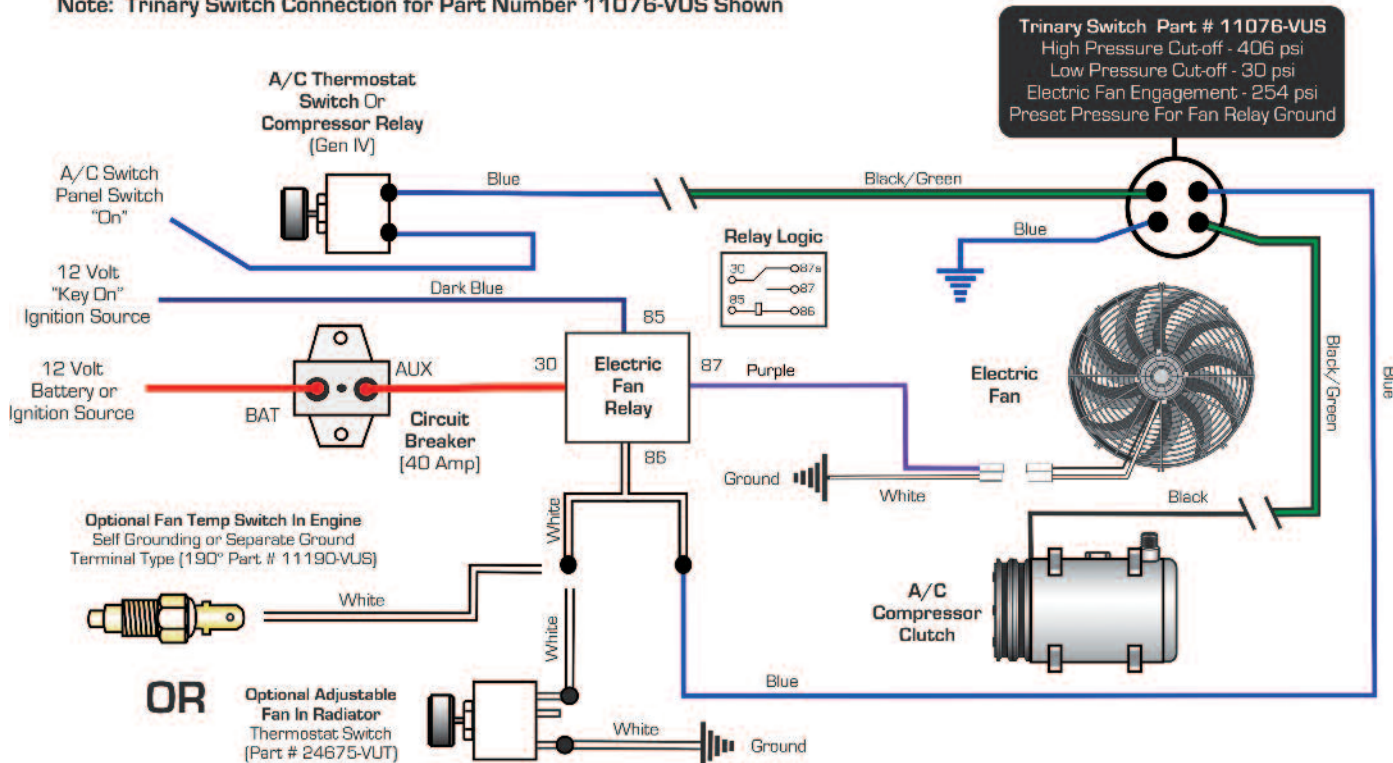 Note: Trinary Switch Connection for Part Number 11076-VUS Shown
Trinary Switch Part # 11076-VUS
High Pressure Cut-off - 406 psi
Low Pressure Cut-off - 30 psi
Electric Fan Engagement - 254 psi
Preset Pressure For Fan Relay Ground
A/C Thermostat
Switch Or
Compressor Relay
(Gen IV)
A/C Switch
Panel Switch
"On"
Blue
Black/Green
Blue
Relay Logic
30
87a
87
85
86
12 Volt
"Key On"
Ignition Source
Dark Blue
85
12 Volt
Battery or
Ignition Source
BAT
AUX
Circuit
Breaker
(40 Amp)
30
Electric
Fan
Relay
87
Purple
86
Electric
Fan
Black/Green
Blue
Ground
White
Black
Optional Fan Temp Switch In Engine
Self Grounding or Separate Ground
Terminal Type (190° Part # 11190-VUS)
White
White
White
A/C
Compressor
Clutch
Blue
OR
Optional Adjustable
Fan In Radiator
Thermostat Switch
(Part # 24675-VUT)
White
Ground